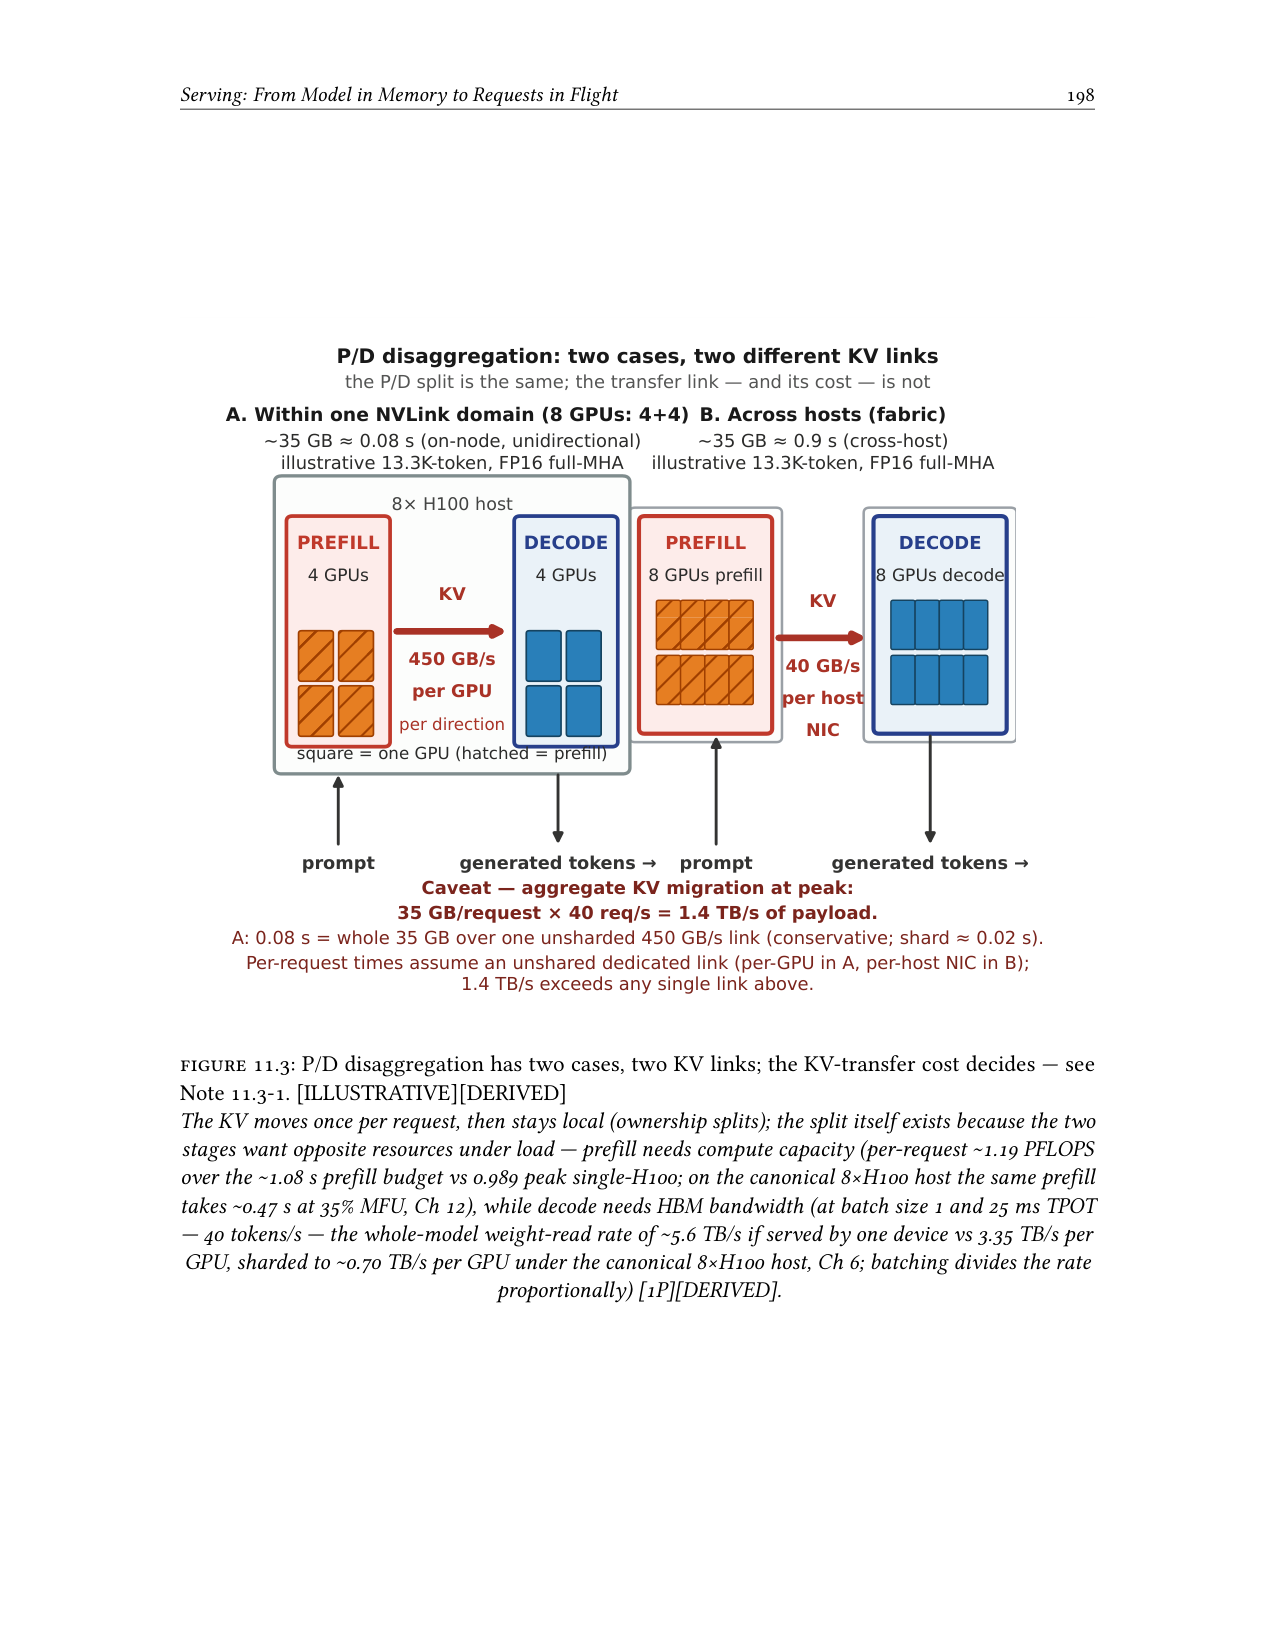 Serving: From Model in Memory to Requests in Flight 198
P/D disaggregation: two cases, two different KV links
the P/D split is the same; the transfer link — and its cost — is not
A. Within one NVLink domain (8 GPUs: 4+4)
~35 GB ≈ 0.08 s (on-node, unidirectional)
illustrative 13.3K-token, FP16 full-MHA
8× H100 host
PREFILL
4 GPUs
KV
450 GB/s
per GPU
per direction
DECODE
4 GPUs
square = one GPU (hatched = prefill)
prompt
generated tokens →
B. Across hosts (fabric)
~35 GB ≈ 0.9 s (cross-host)
illustrative 13.3K-token, FP16 full-MHA
PREFILL
8 GPUs prefill
KV
40 GB/s
per host
NIC
DECODE
8 GPUs decode
prompt
generated tokens →
Caveat — aggregate KV migration at peak:
35 GB/request × 40 req/s = 1.4 TB/s of payload.
A: 0.08 s = whole 35 GB over one unsharded 450 GB/s link (conservative; shard ≈ 0.02 s).
Per-request times assume an unshared dedicated link (per-GPU in A, per-host NIC in B);
1.4 TB/s exceeds any single link above.
FIGURE 11.3: P/D disaggregation has two cases, two KV links; the KV-transfer cost decides — see
Note 11.3-1. [ILLUSTRATIVE][DERIVED]
The KV moves once per request, then stays local (ownership splits); the split itself exists because the two
stages want opposite resources under load — prefill needs compute capacity (per-request ~1.19 PFLOPS
over the ~1.08 s prefill budget vs 0.989 peak single-H100; on the canonical 8×H100 host the same prefill
takes ~0.47 s at 35% MFU, Ch 12), while decode needs HBM bandwidth (at batch size 1 and 25 ms TPOT
— 40 tokens/s — the whole-model weight-read rate of ~5.6 TB/s if served by one device vs 3.35 TB/s per
GPU, sharded to ~0.70 TB/s per GPU under the canonical 8×H100 host, Ch 6; batching divides the rate
proportionally) [1P][DERIVED].